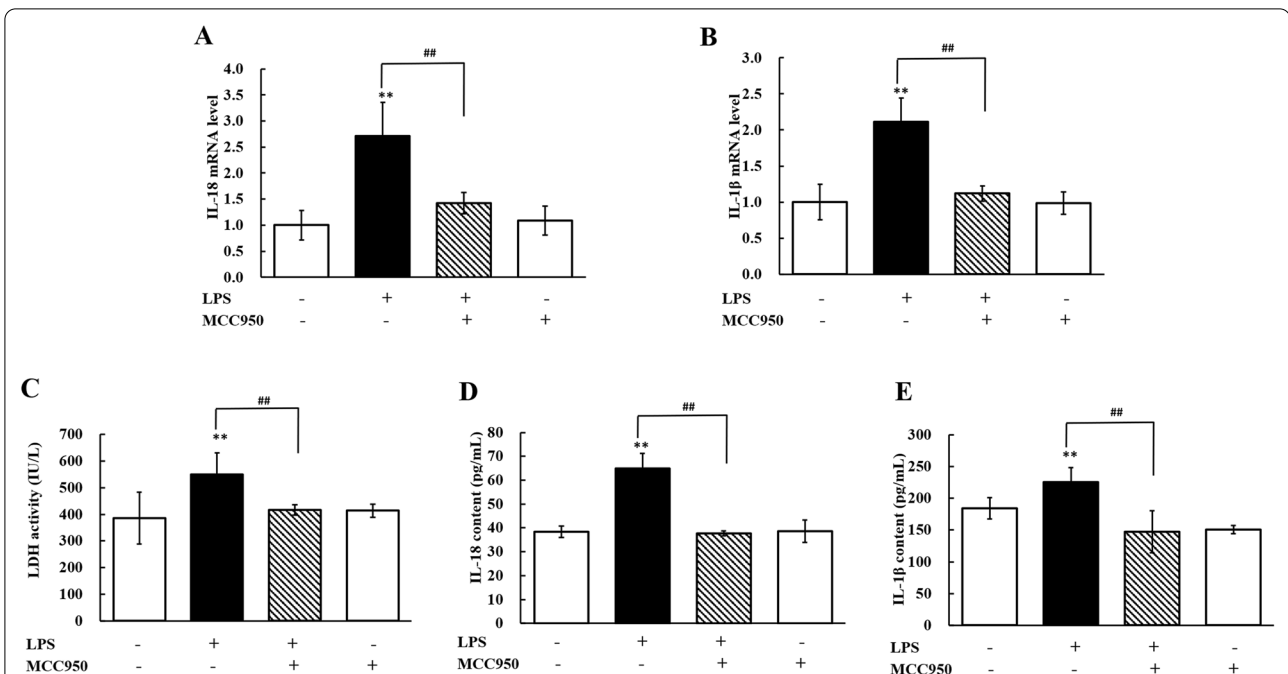 A
##
4.0
3.5
3.0
2.5
2.0
1.5
1.0
0.5
0.0
IL-18 mRNA level
**
LPS - + + -
MCC950 - - + +
B
##
3.0
2.5
2.0
1.5
1.0
0.5
0.0
IL-1β mRNA level
**
LPS - + + -
MCC950 - - + +
C
##
700
600
500
400
300
200
100
0
LDH activity (IU/L)
**
LPS - + + -
MCC950 - - + +
D
##
80
70
60
50
40
30
20
10
0
IL-18 content (pg/mL)
**
LPS - + + -
MCC950 - - + +
E
##
300
250
200
150
100
50
0
IL-1β content (pg/mL)
**
LPS - + + -
MCC950 - - + +